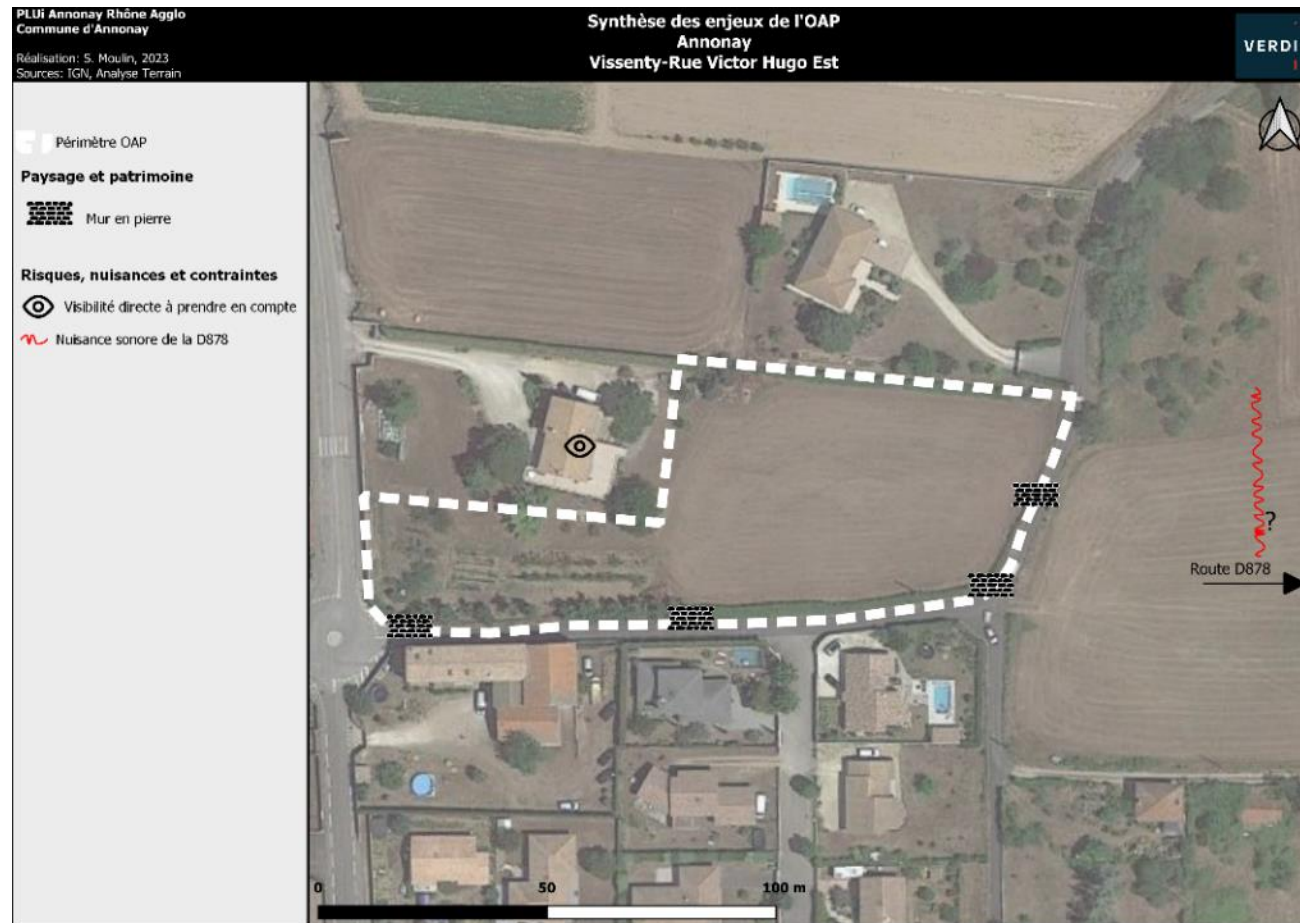 PLUi Annonay Rhône Agglo
Commune d'Annonay
Réalisation: S. Moulin, 2023
Sources: IGN, Analyse Terrain
Synthèse des enjeux de l'OAP
Annonay
Vissenty-Rue Victor Hugo Est
VERDI
Périmètre OAP
Paysage et patrimoine
Mur en pierre
Risques, nuisances et contraintes
Visibilité directe à prendre en compte
Nuisance sonore de la D878
?
Route D878
0 50 100 m